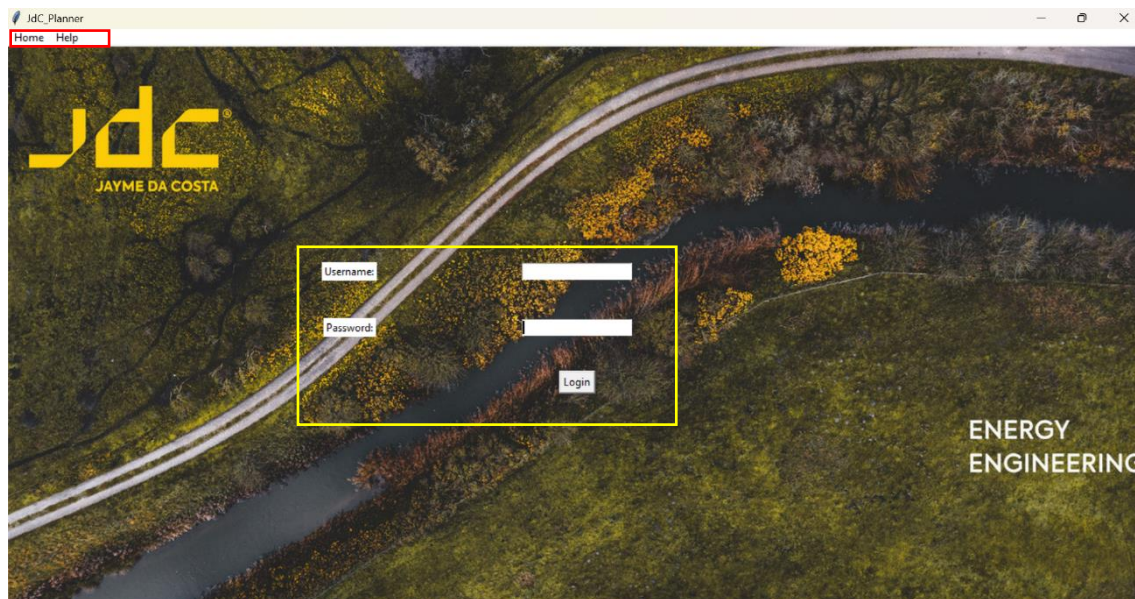 JdC_Planner
Home Help
Jdc®
JAYME DA COSTA
Username:
Password:
Login
ENERGY
ENGINEERING